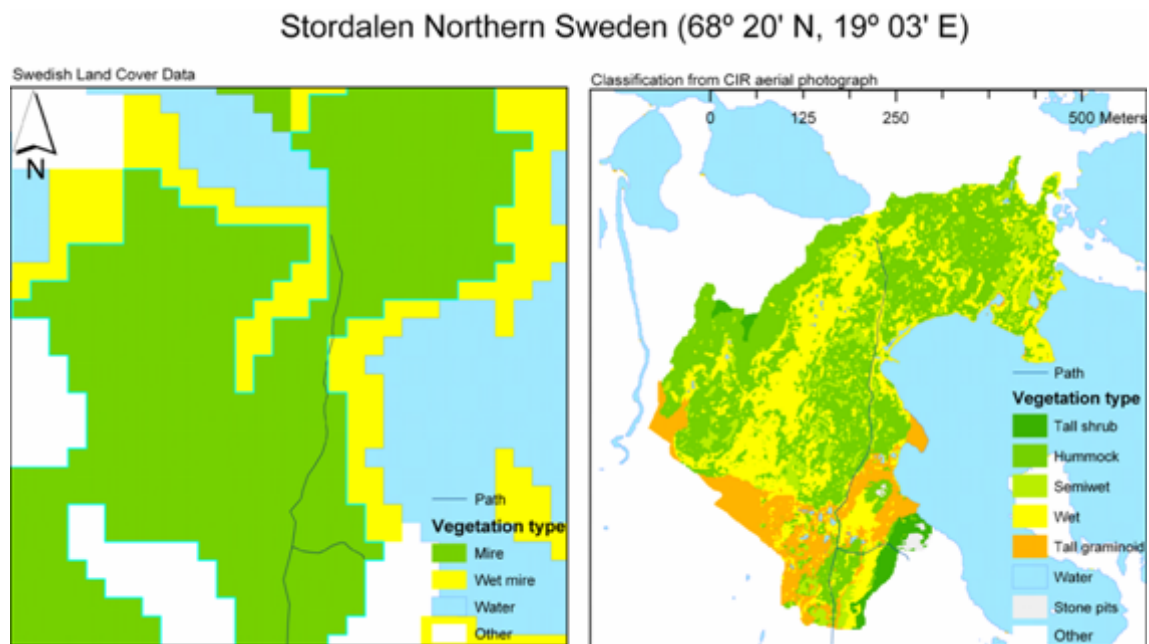 Stordalen Northern Sweden (68º 20' N, 19º 03' E)
Swedish Land Cover Data
N
Path
Vegetation type
Mire
Wet mire
Water
Other
Classification from CIR aerial photograph
0 125 250 500 Meters
Path
Vegetation type
Tall shrub
Hummock
Semiwet
Wet
Tall graminoid
Water
Stone pits
Other